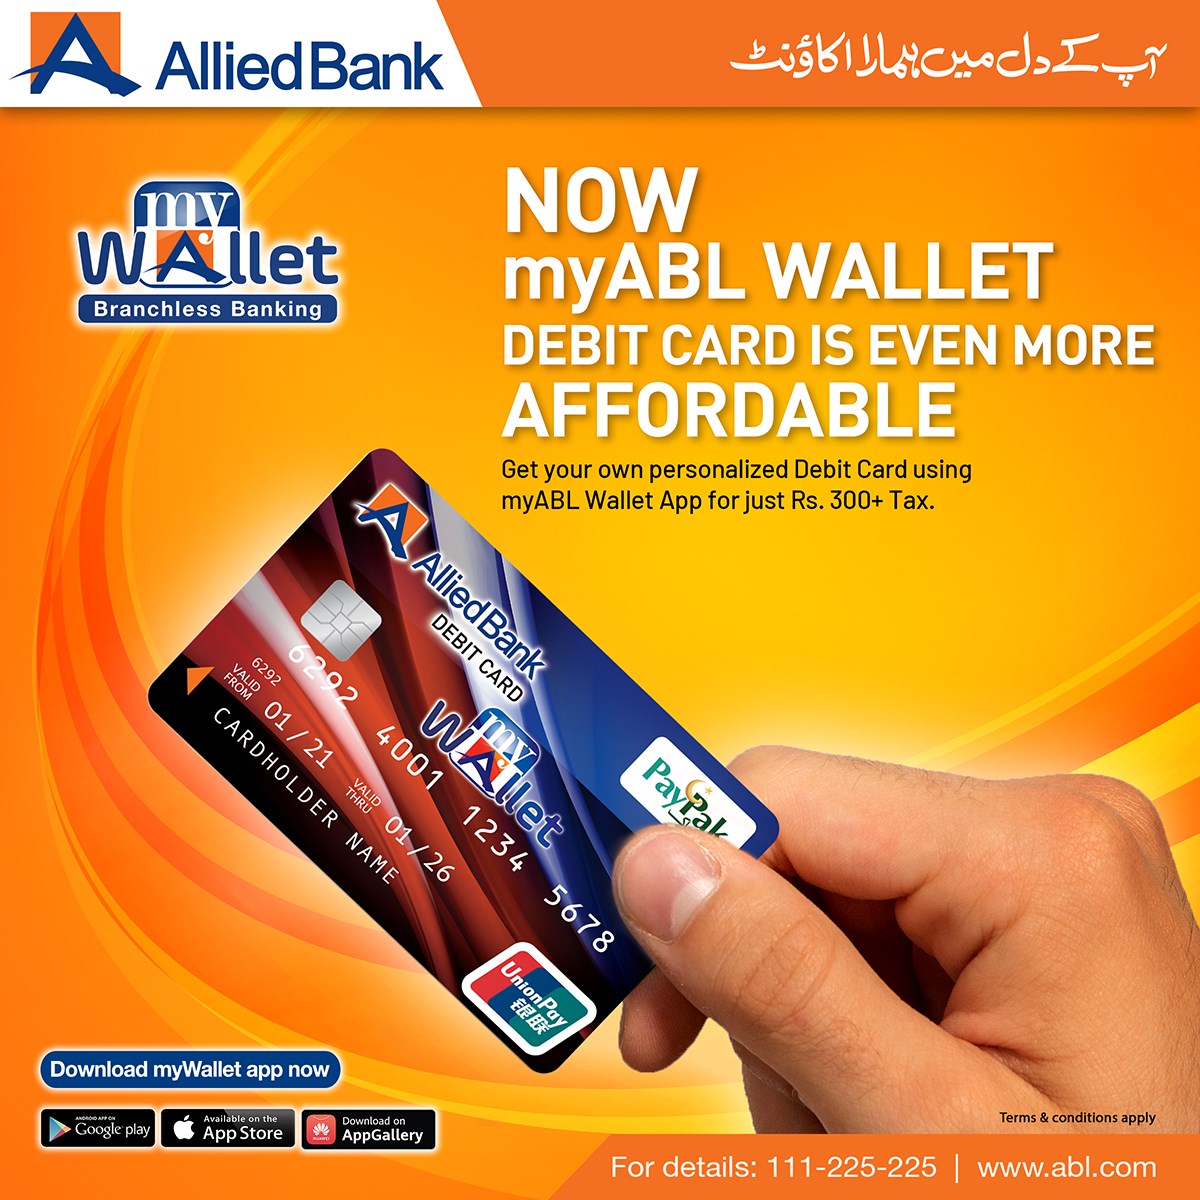 Allied Bank
آپ کے دل میں ہمارا اکاؤنٹ
my
Wallet
Branchless Banking
NOW
myABL WALLET
DEBIT CARD IS EVEN MORE
AFFORDABLE
Get your own personalized Debit Card using
myABL Wallet App for just Rs. 300+ Tax.
Allied Bank
DEBIT CARD
my
Wallet
PayPak
6292 4001 1234 5678
6292
VALID
FROM
01/21
VALID
THRU
01/26
CARDHOLDER NAME
UnionPay
银联
Download myWallet app now
ANDROID APP ON
Google play
Available on the
App Store
HUAWEI
Download on
AppGallery
Terms & conditions apply
For details: 111-225-225 | www.abl.com